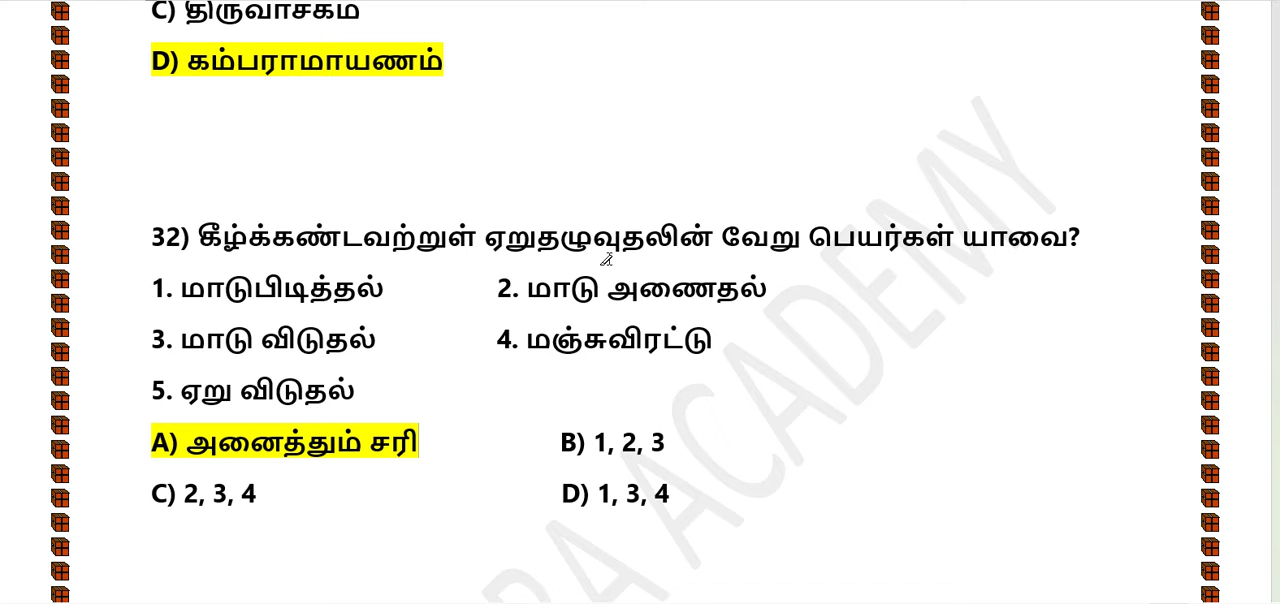 C) திருவாசகம்
D) கம்பராமாயணம்
32) கீழ்க்கண்டவற்றுள் ஏறுதழுவுதலின் வேறு பெயர்கள் யாவை?
1. மாடுபிடித்தல் 2. மாடு அணைதல்
3. மாடு விடுதல் 4. மஞ்சுவிரட்டு
5. ஏறு விடுதல்
A) அனைத்தும் சரி B) 1, 2, 3
C) 2, 3, 4 D) 1, 3, 4
ACADEMY